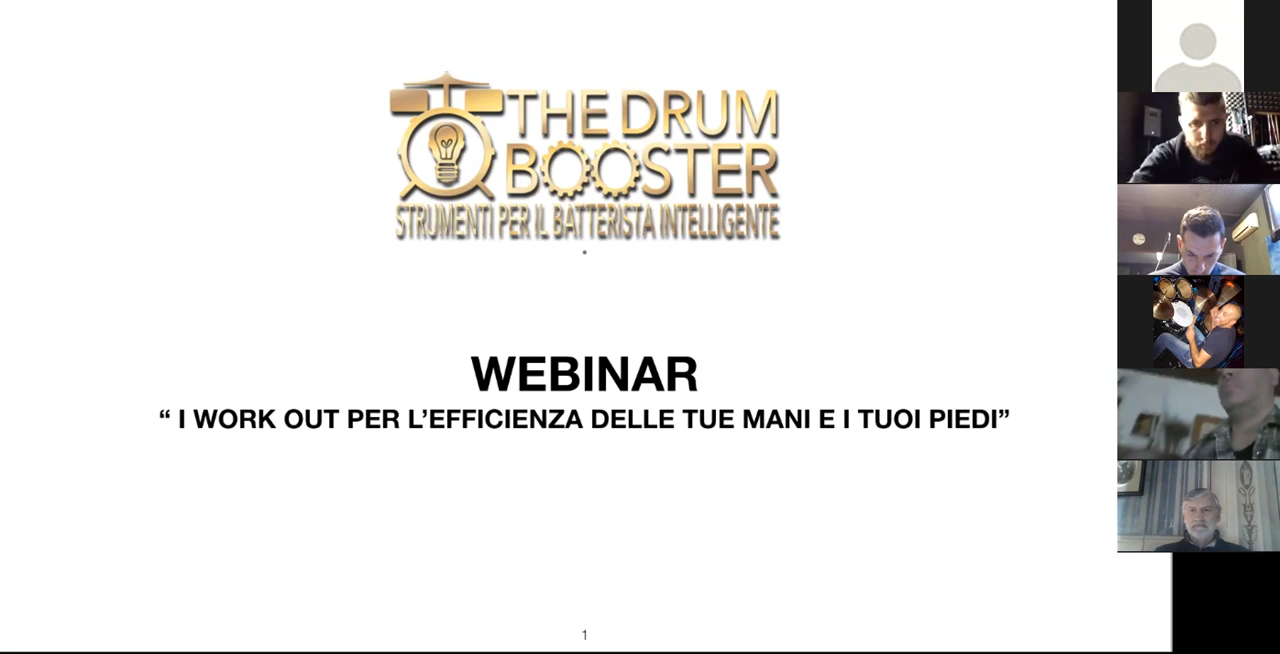 THE DRUM
BOOSTER
STRUMENTI PER IL BATTERISTA INTELLIGENTE
WEBINAR
“ I WORK OUT PER L’EFFICIENZA DELLE TUE MANI E I TUOI PIEDI”
1